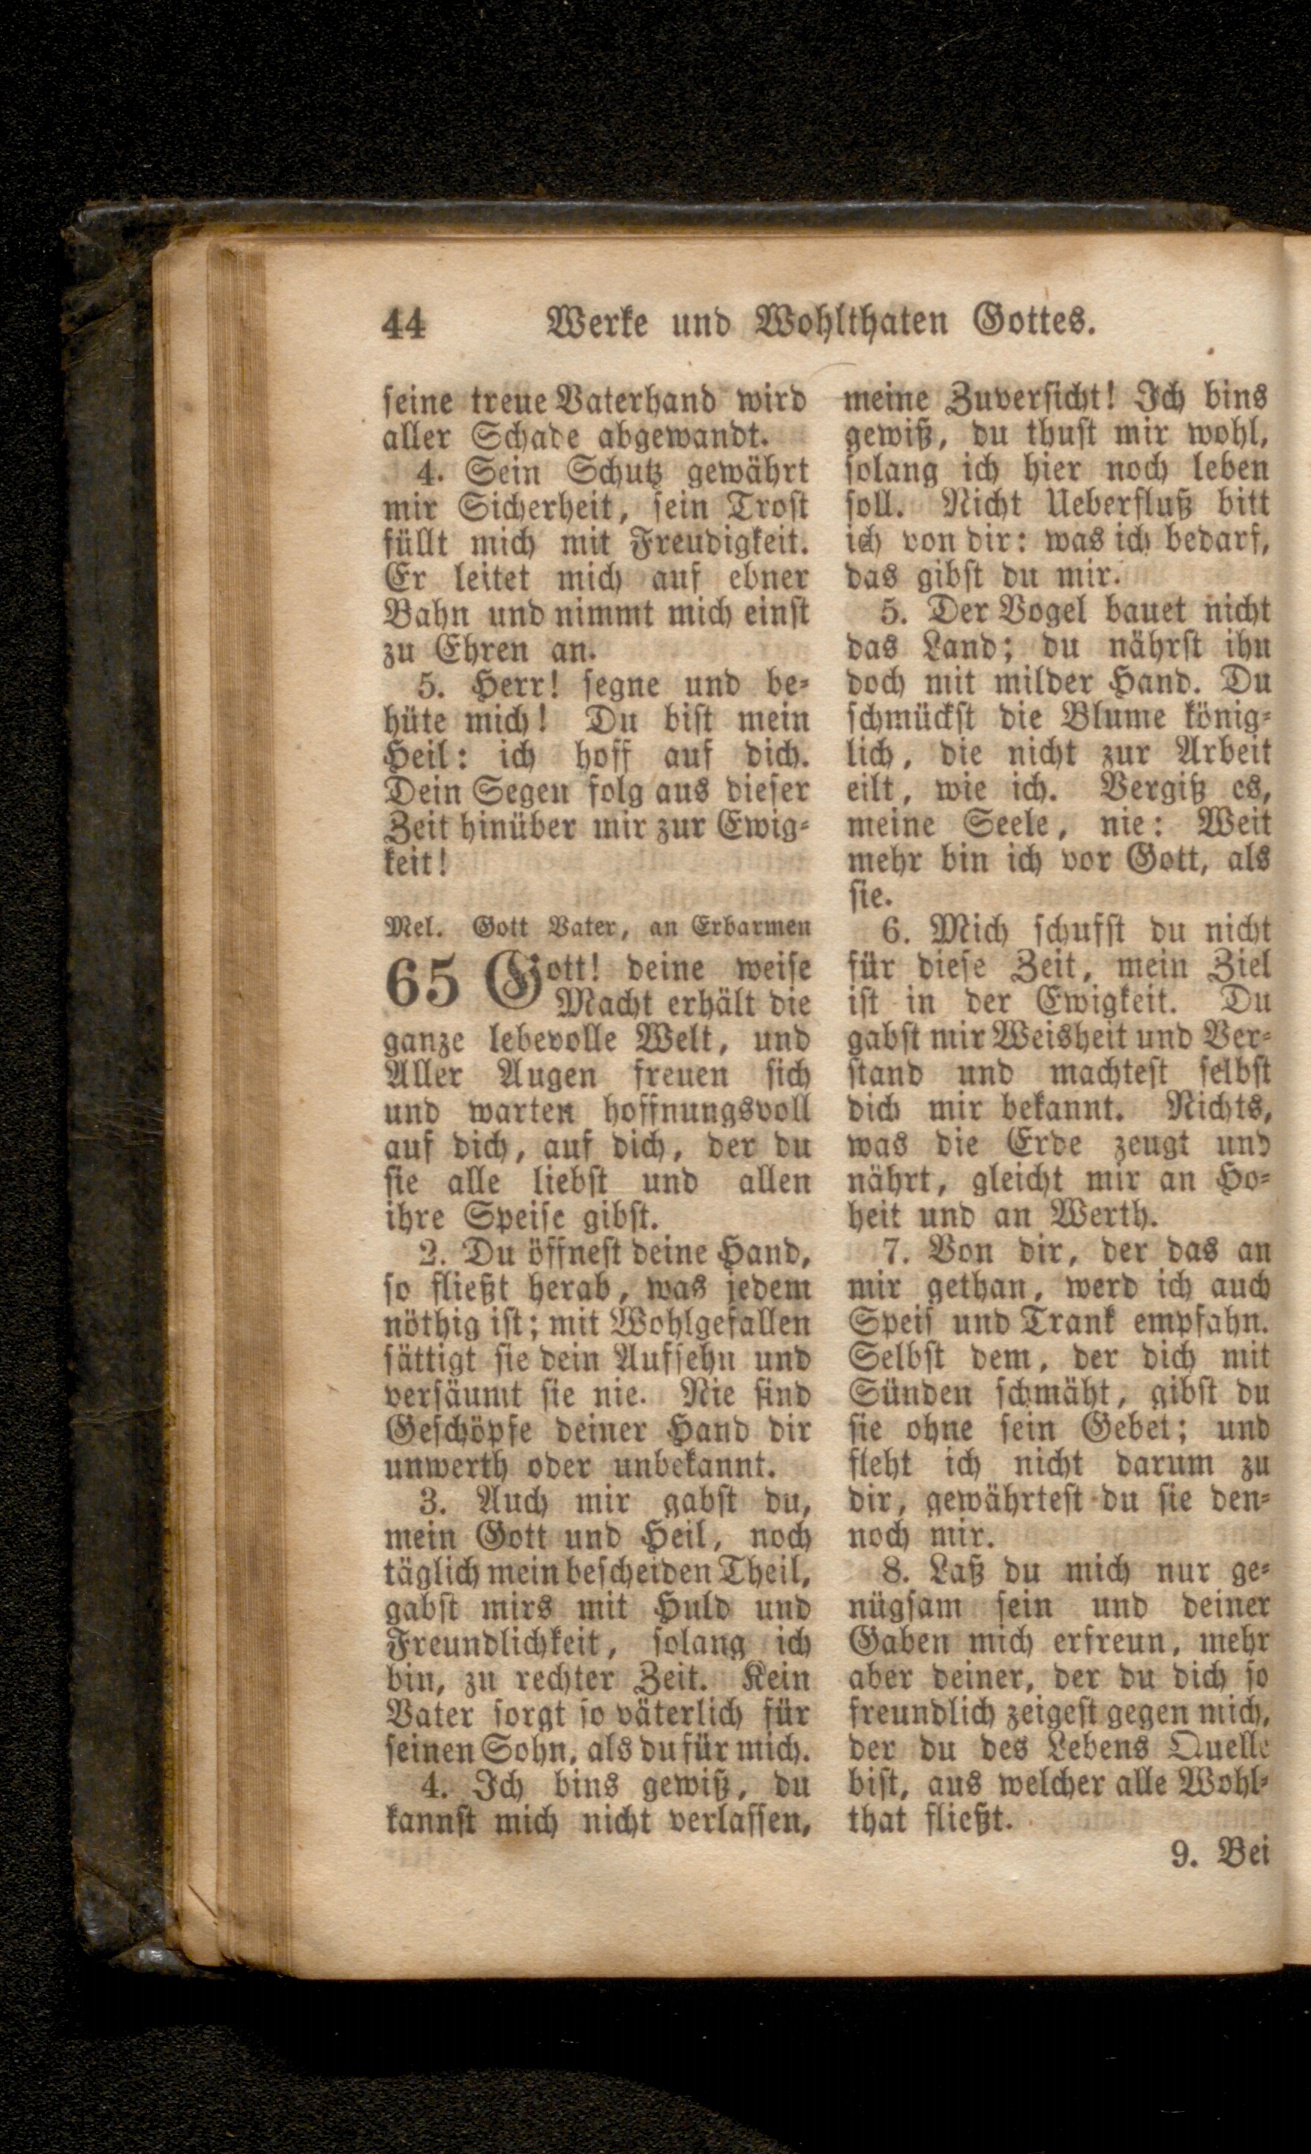 44 Werke und Wohlthaten Gottes.
seine treue Vaterhand wird
aller Schade abgewandt.
4. Sein Schutz gewährt
mir Sicherheit, sein Trost
füllt mich mit Freudigkeit.
Er leitet mich auf ebner
Bahn und nimmt mich einst
zu Ehren an.
5. Herr! segne und be-
hüte mich! Du bist mein
Heil: ich hoff auf dich.
Dein Segen folg aus dieser
Zeit hinüber mir zur Ewig-
keit!
Mel. Gott Vater, an Erbarmen
65 Gott! deine weise
Macht erhält die
ganze lebevolle Welt, und
Aller Augen freuen sich
und warten hoffnungsvoll
auf dich, auf dich, der du
sie alle liebst und allen
ihre Speise gibst.
2. Du öffnest deine Hand,
so fließt herab, was jedem
nöthig ist; mit Wohlgefallen
sättigt sie dein Aufsehn und
versäumt sie nie. Nie sind
Geschöpfe deiner Hand dir
unwerth oder unbekannt.
3. Auch mir gabst du,
mein Gott und Heil, noch
täglich mein bescheiden Theil,
gabst mirs mit Huld und
Freundlichkeit, solang ich
bin, zu rechter Zeit. Kein
Vater sorgt so väterlich für
seinen Sohn, als du für mich.
4. Ich bins gewiß, du
kannst mich nicht verlassen,
meine Zuversicht! Ich bins
gewiß, du thust mir wohl,
solang ich hier noch leben
soll. Nicht Ueberfluß bitt
ich von dir: was ich bedarf,
das gibst du mir.
5. Der Vogel bauet nicht
das Land; du nährst ihn
doch mit milder Hand. Du
schmückst die Blume könig-
lich, die nicht zur Arbeit
eilt, wie ich. Vergiß es,
meine Seele, nie: Weit
mehr bin ich vor Gott, als
sie.
6. Mich schufst du nicht
für diese Zeit, mein Ziel
ist in der Ewigkeit. Du
gabst mir Weisheit und Ver-
stand und machtest selbst
dich mir bekannt. Nichts,
was die Erde zeugt und
nährt, gleicht mir an Ho-
heit und an Werth.
7. Von dir, der das an
mir gethan, werd ich auch
Speis und Trank empfahn.
Selbst dem, der dich mit
Sünden schmäht, gibst du
sie ohne sein Gebet; und
fleht ich nicht darum zu
dir, gewährtest du sie den-
noch mir.
8. Laß du mich nur ge-
nügsam sein und deiner
Gaben mich erfreun, mehr
aber deiner, der du dich so
freundlich zeigest gegen mich,
der du des Lebens Quelle
bist, aus welcher alle Wohl-
that fließt.
9. Bei